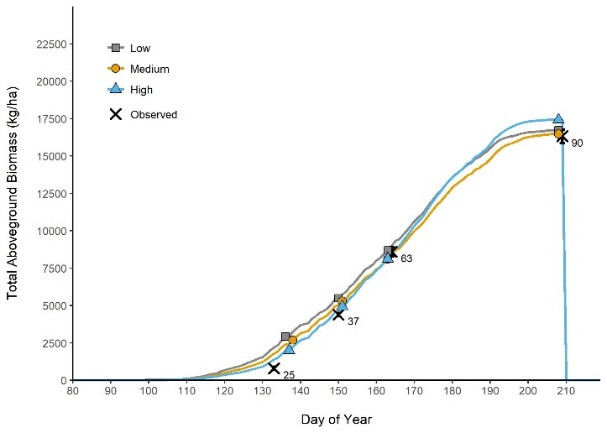 22500
20000
17500
15000
12500
10000
7500
5000
2500
0
Total Aboveground Biomass (kg/ha)
Low
Medium
High
Observed
90
63
37
25
80 90 100 110 120 130 140 150 160 170 180 190 200 210
Day of Year